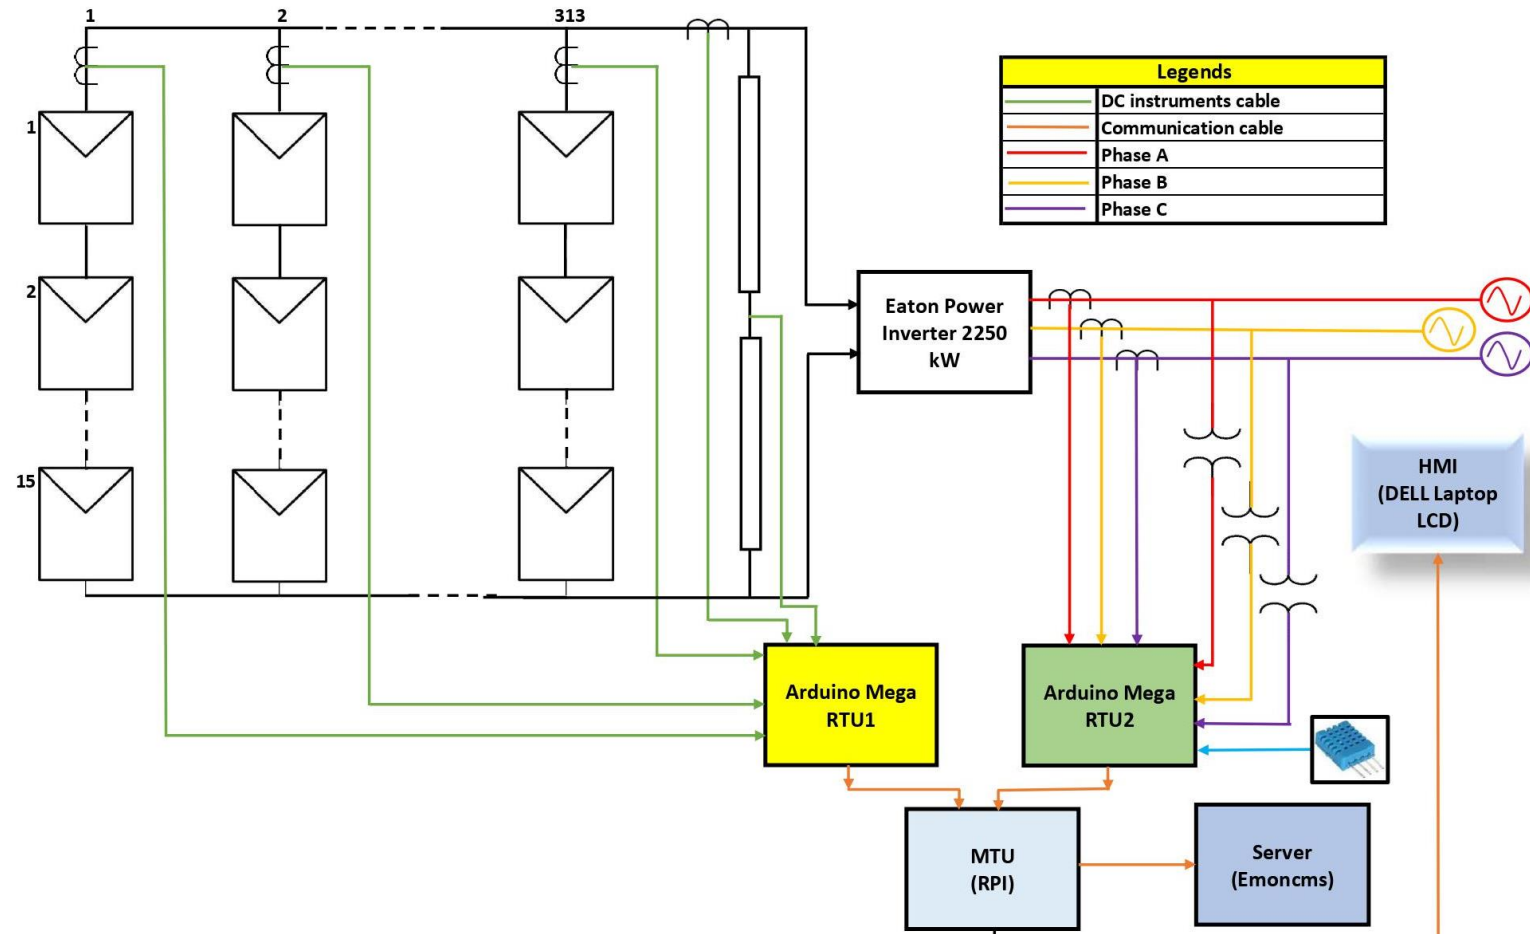 1
2
313
Legends
DC instruments cable
Communication cable
Phase A
Phase B
Phase C
1
2
15
Eaton Power
Inverter 2250
kW
HMI
(DELL Laptop
LCD)
Arduino Mega
RTU1
Arduino Mega
RTU2
MTU
(RPI)
Server
(Emoncms)